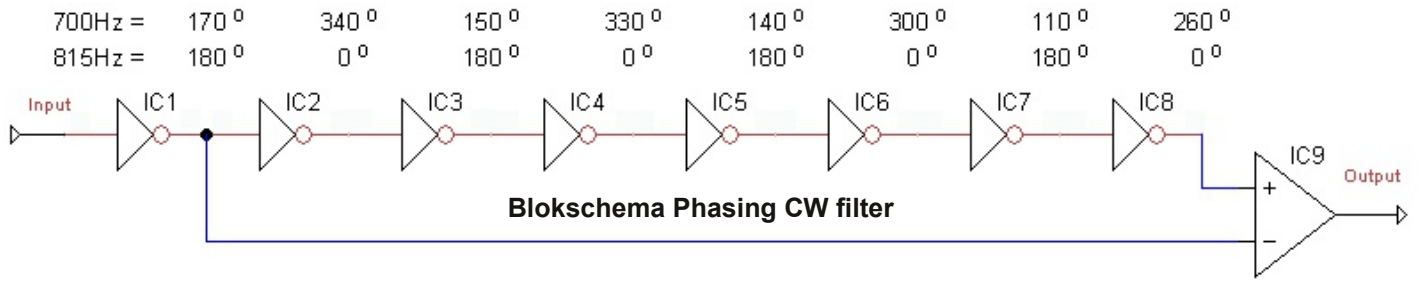 700Hz = 170 ⁰ 340 ⁰ 150 ⁰ 330 ⁰ 140 ⁰ 300 ⁰ 110 ⁰ 260 ⁰
815Hz = 180 ⁰ 0 ⁰ 180 ⁰ 0 ⁰ 180 ⁰ 0 ⁰ 180 ⁰ 0 ⁰
Input IC1 IC2 IC3 IC4 IC5 IC6 IC7 IC8
IC9
Output
+
Blokschema Phasing CW filter
−